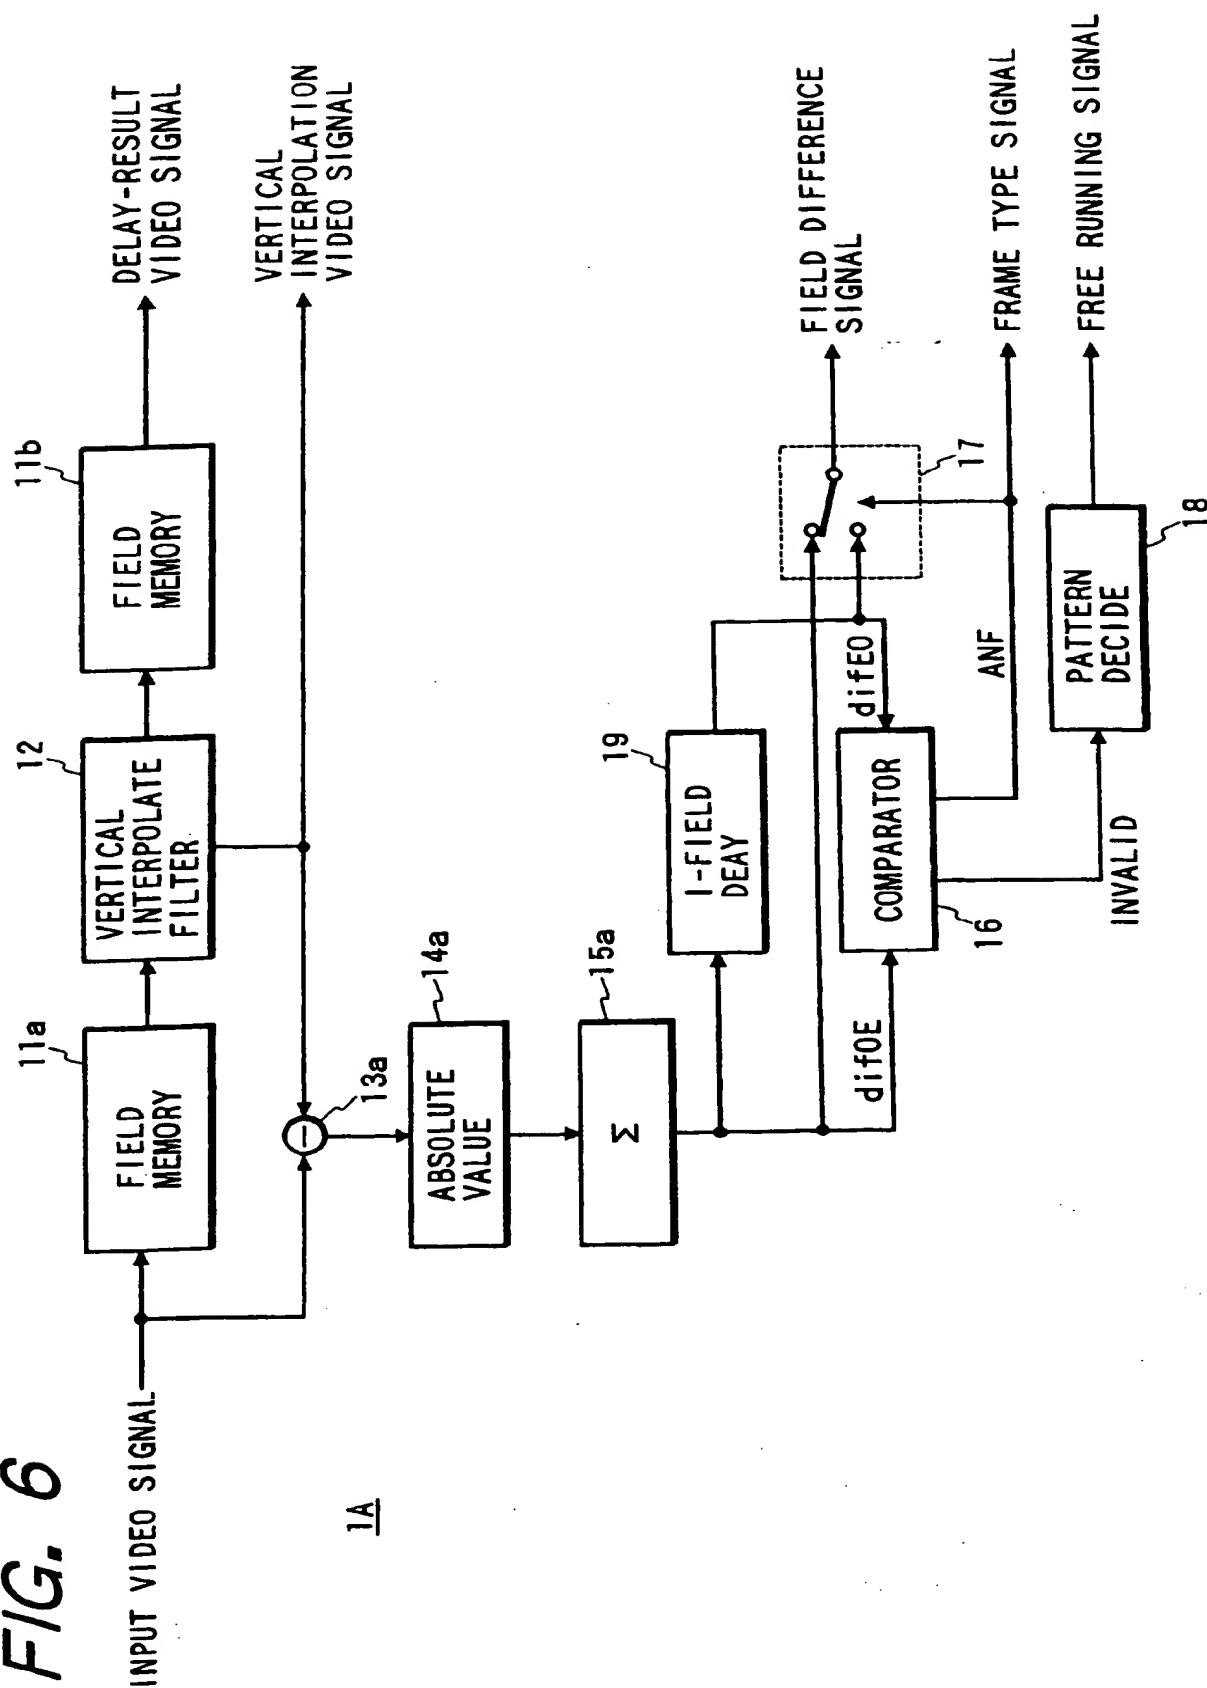 FIG. 6
1A
INPUT VIDEO SIGNAL
11a
FIELD
MEMORY
12
VERTICAL
INTERPOLATE
FILTER
11b
FIELD
MEMORY
DELAY-RESULT
VIDEO SIGNAL
VERTICAL
INTERPOLATION
VIDEO SIGNAL
−
13a
ABSOLUTE
VALUE
14a
Σ
15a
19
1-FIELD
DEAY
difOE
difEO
COMPARATOR
16
17
FIELD DIFFERENCE
SIGNAL
ANF
FRAME TYPE SIGNAL
INVALID
PATTERN
DECIDE
18
FREE RUNNING SIGNAL